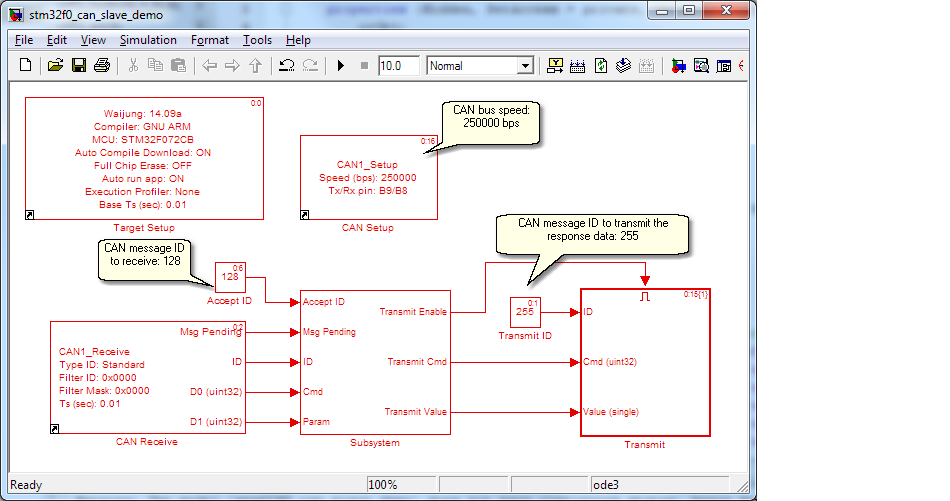 stm32f0_can_slave_demo
File Edit View Simulation Format Tools Help
10.0 Normal
0:0
Waijung: 14.09a
Compiler: GNU ARM
MCU: STM32F072CB
Auto Compile Download: ON
Full Chip Erase: OFF
Auto run app: ON
Execution Profiler: None
Base Ts (sec): 0.01
Target Setup
CAN bus speed:
250000 bps
0:16
CAN1_Setup
Speed (bps): 250000
Tx/Rx pin: B9/B8
CAN Setup
CAN message ID
to receive: 128
0:6
128
Accept ID
CAN message ID to transmit the
response data: 255
0:1
255
Transmit ID
0:2
Msg Pending
CAN1_Receive
Type ID: Standard
ID
Filter ID: 0x0000
Filter Mask: 0x0000
D0 (uint32)
Ts (sec): 0.01
D1 (uint32)
CAN Receive
Accept ID
Transmit Enable
Msg Pending
ID
Transmit Cmd
Cmd
Transmit Value
Param
Subsystem
0:15{1}
ID
Cmd (uint32)
Value (single)
Transmit
Ready 100% ode3